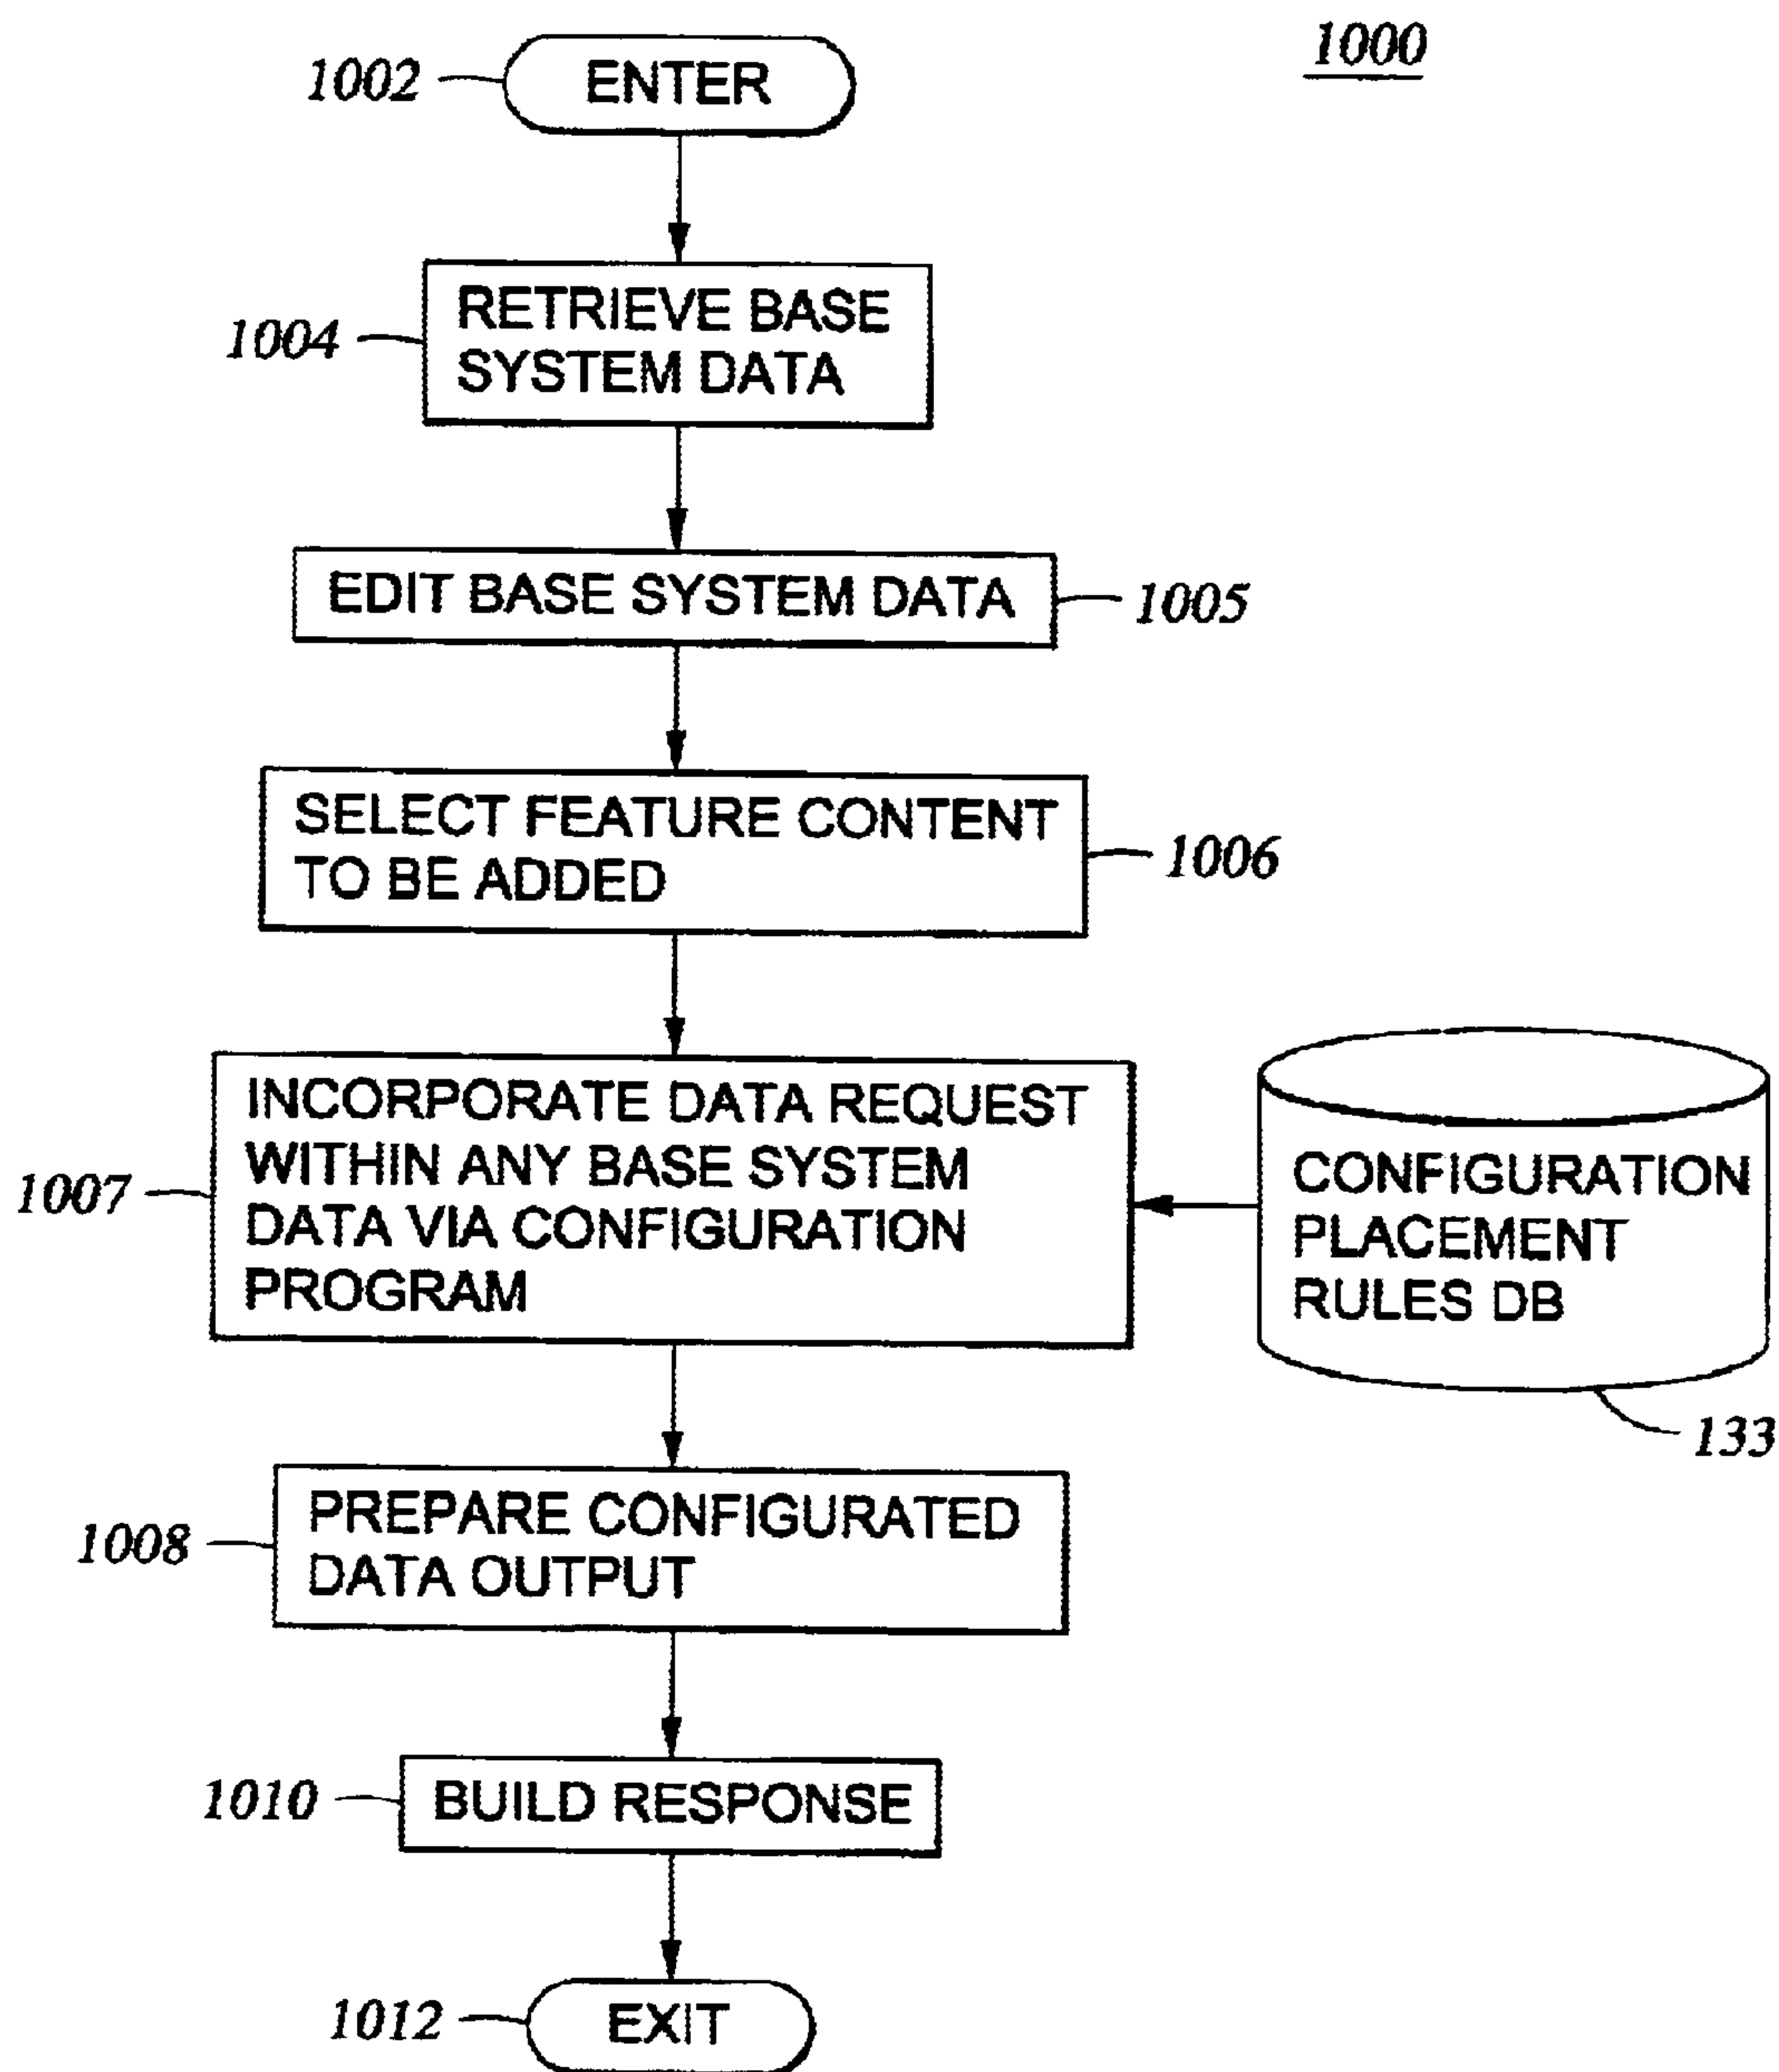 1000
1002
ENTER
1004
RETRIEVE BASE
SYSTEM DATA
EDIT BASE SYSTEM DATA
1005
SELECT FEATURE CONTENT
TO BE ADDED
1006
1007
INCORPORATE DATA REQUEST
WITHIN ANY BASE SYSTEM
DATA VIA CONFIGURATION
PROGRAM
CONFIGURATION
PLACEMENT
RULES DB
133
1008
PREPARE CONFIGURATED
DATA OUTPUT
1010
BUILD RESPONSE
1012
EXIT